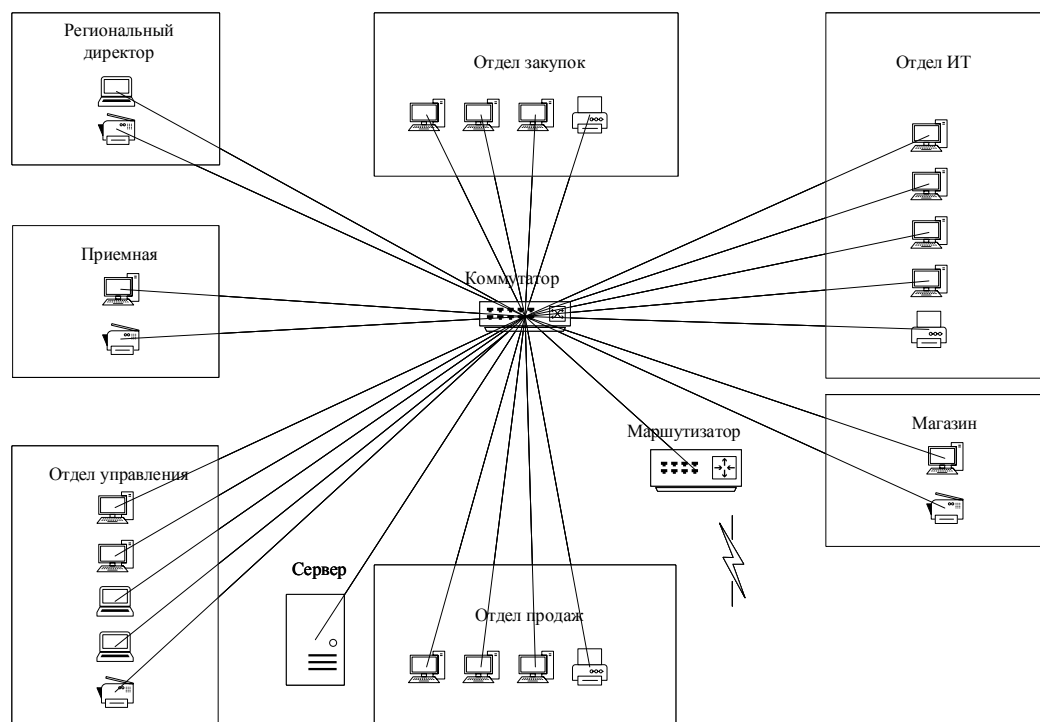 Региональный
директор
Отдел закупок
Отдел ИТ
Приемная
Коммутатор
Магазин
Маршутизатор
Отдел управления
Сервер
Отдел продаж